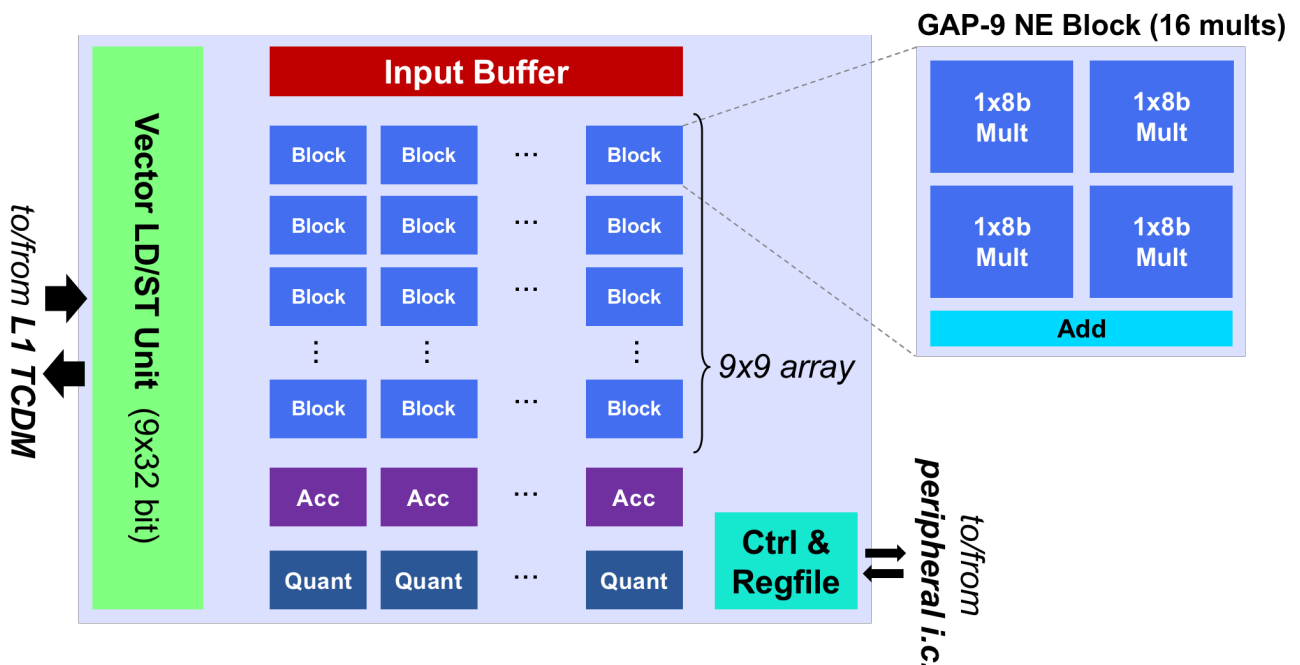 GAP-9 NE Block (16 mults)
Input Buffer
Vector LD/ST Unit (9x32 bit)
to/from L1 TCDM
Block Block ... Block
Block Block ... Block
Block Block ... Block
⋮ ⋮ ⋮
Block Block ... Block
9x9 array
Acc Acc ... Acc
Quant Quant ... Quant
Ctrl &
Regfile
to/from
peripheral i.c.
1x8b
Mult
1x8b
Mult
1x8b
Mult
1x8b
Mult
Add